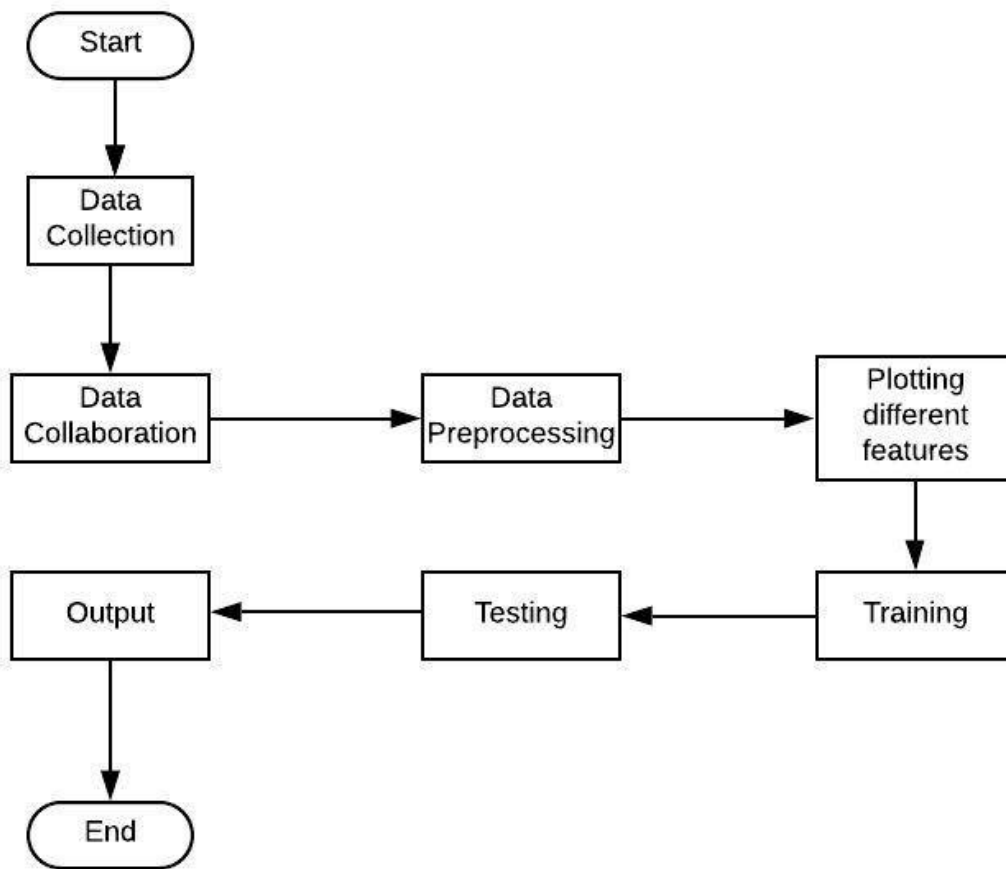 Start
Data
Collection
Data
Collaboration
Data
Preprocessing
Plotting
different
features
Training
Testing
Output
End